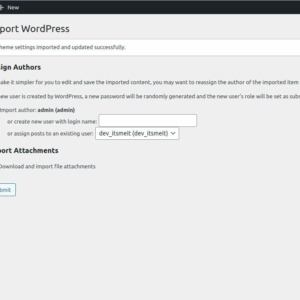 New
port WordPress
heme settings imported and updated successfully.
ign Authors
ake it simpler for you to edit and save the imported content, you may want to reassign the author of the imported item
new user is created by WordPress, a new password will be randomly generated and the new user's role will be set as sub
Import author: admin (admin)
or create new user with login name:
or assign posts to an existing user: dev_itsmeit (dev_itsmeit)
port Attachments
Download and import file attachments
bmit